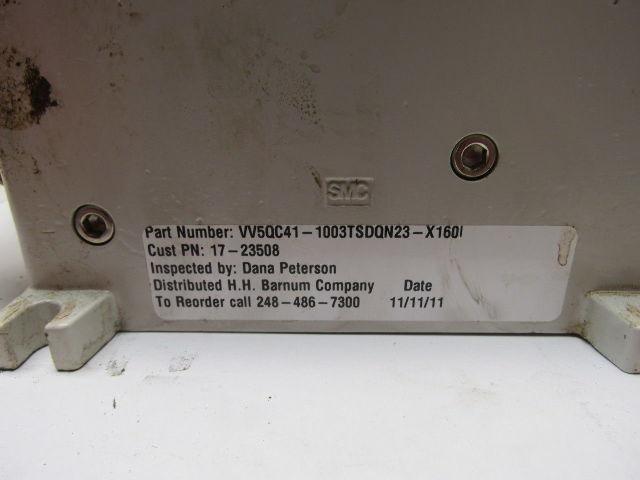 SMC
Part Number: VV5QC41-1003TSDQN23-X160I
Cust PN: 17-23508
Inspected by: Dana Peterson
Distributed H.H. Barnum Company Date
To Reorder call 248-486-7300 11/11/11